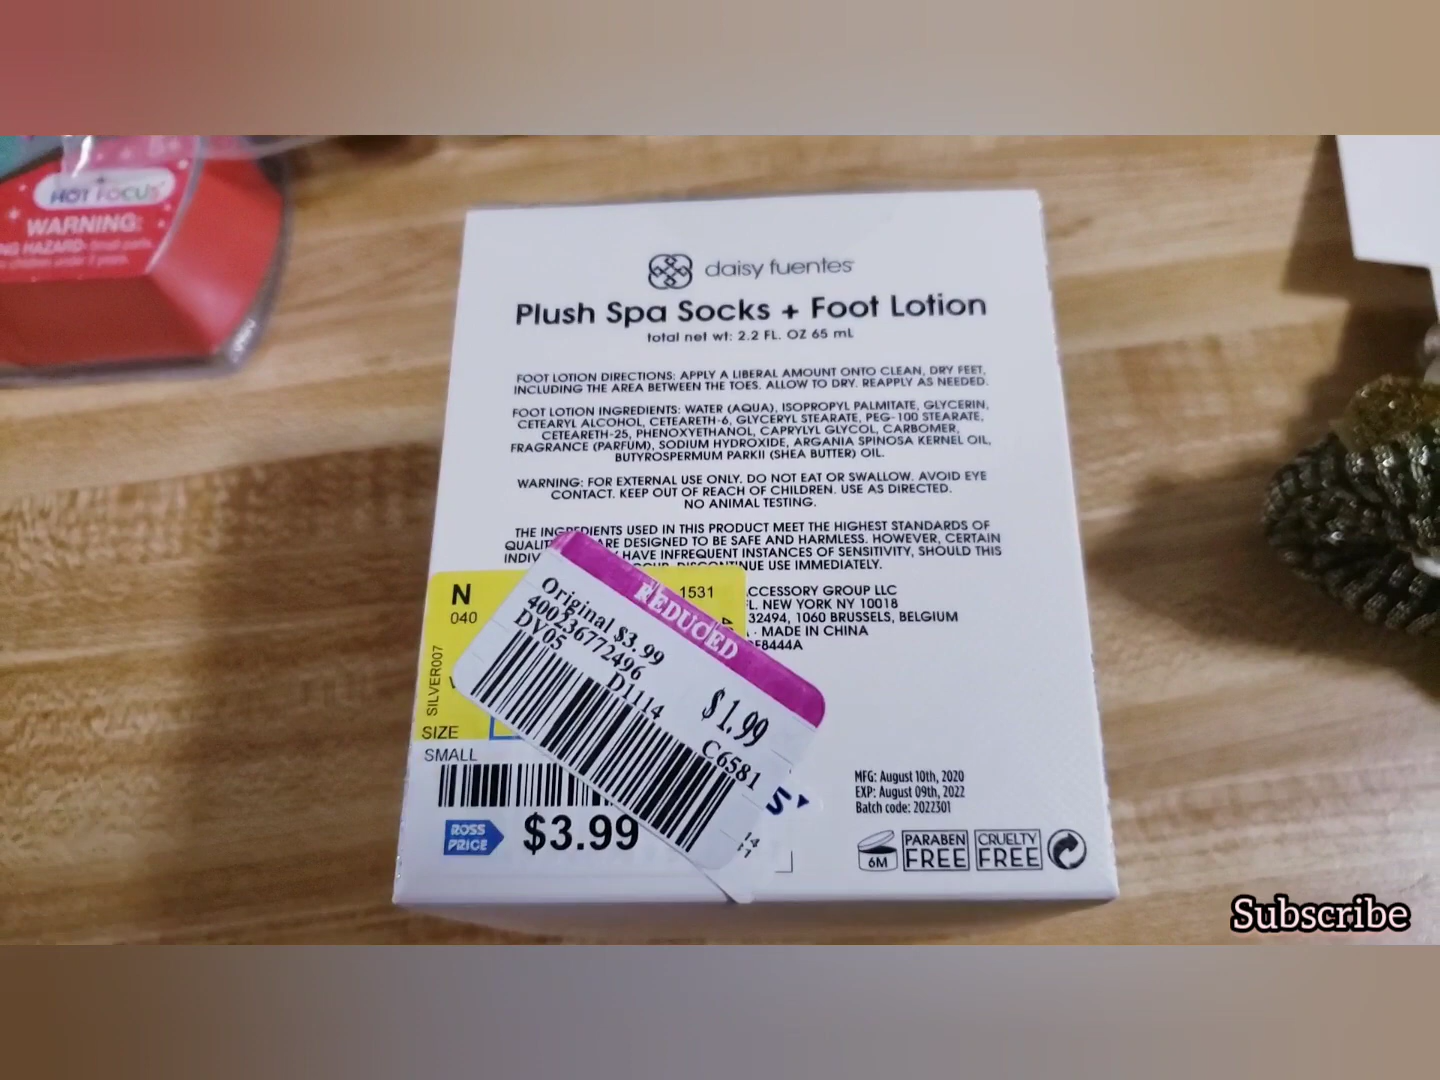 HOT FOCUS
WARNING:
NG HAZARD- Small parts.
children under 3 years.
daisy fuentes
Plush Spa Socks + Foot Lotion
total net wt: 2.2 FL. OZ 65 mL
FOOT LOTION DIRECTIONS: APPLY A LIBERAL AMOUNT ONTO CLEAN, DRY FEET,
INCLUDING THE AREA BETWEEN THE TOES. ALLOW TO DRY. REAPPLY AS NEEDED.
FOOT LOTION INGREDIENTS: WATER (AQUA), ISOPROPYL PALMITATE, GLYCERIN,
CETEARYL ALCOHOL, CETEARETH-6, GLYCERYL STEARATE, PEG-100 STEARATE,
CETEARETH-25, PHENOXYETHANOL, CAPRYLYL GLYCOL, CARBOMER,
FRAGRANCE (PARFUM), SODIUM HYDROXIDE, ARGANIA SPINOSA KERNEL OIL,
BUTYROSPERMUM PARKII (SHEA BUTTER) OIL.
WARNING: FOR EXTERNAL USE ONLY. DO NOT EAT OR SWALLOW. AVOID EYE
CONTACT. KEEP OUT OF REACH OF CHILDREN. USE AS DIRECTED.
NO ANIMAL TESTING.
THE INGREDIENTS USED IN THIS PRODUCT MEET THE HIGHEST STANDARDS OF
QUALIT ARE DESIGNED TO BE SAFE AND HARMLESS. HOWEVER, CERTAIN
INDIV HAVE INFREQUENT INSTANCES OF SENSITIVITY, SHOULD THIS
OCCUR, DISCONTINUE USE IMMEDIATELY.
CCESSORY GROUP LLC
FL. NEW YORK NY 10018
32494, 1060 BRUSSELS, BELGIUM
- MADE IN CHINA
F8444A
N
040
1531
SILVER007
SIZE
SMALL
ROSS
PRICE
$3.99
REDUCED
Original $3.99
400236772496
DV05 D1114
$1.99
C6581
MFG: August 10th, 2020
EXP: August 09th, 2022
Batch code: 2022301
6M
PARABEN
FREE
CRUELTY
FREE
Subscribe